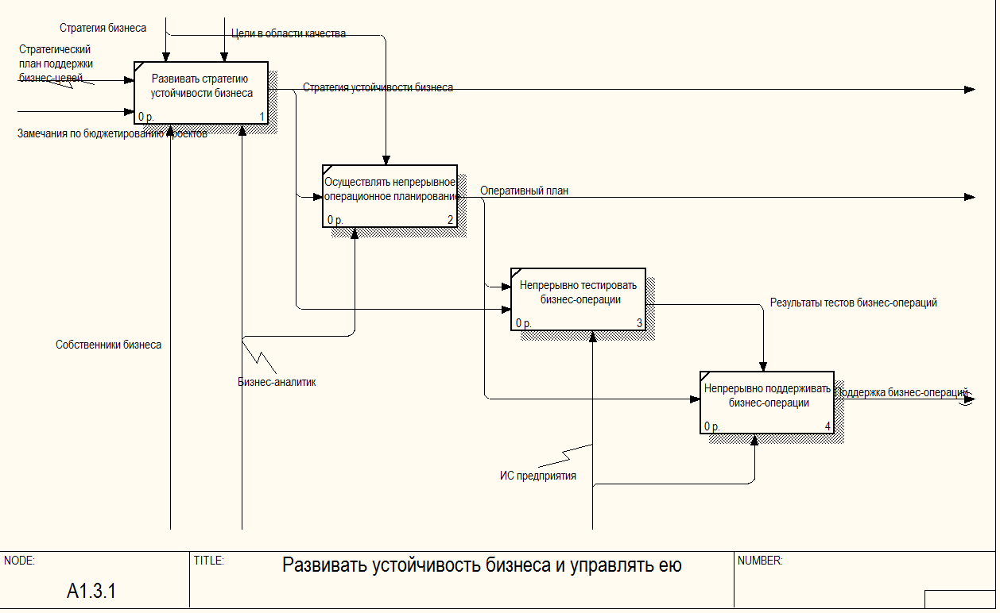 Стратегия бизнеса
Цели в области качества
Стратегический
план поддержки
бизнес-целей
Развивать стратегию
устойчивости бизнеса
0 р. 1
Стратегия устойчивости бизнеса
Замечания по бюджетированию проектов
Осуществлять непрерывное
операционное планирование
0 р. 2
Оперативный план
Непрерывно тестировать
бизнес-операции
0 р. 3
Результаты тестов бизнес-операций
Собственники бизнеса
Бизнес-аналитик
Непрерывно поддерживать
бизнес-операции
0 р. 4
Поддержка бизнес-операций
ИС предприятия
NODE:
A1.3.1
TITLE:
Развивать устойчивость бизнеса и управлять ею
NUMBER: